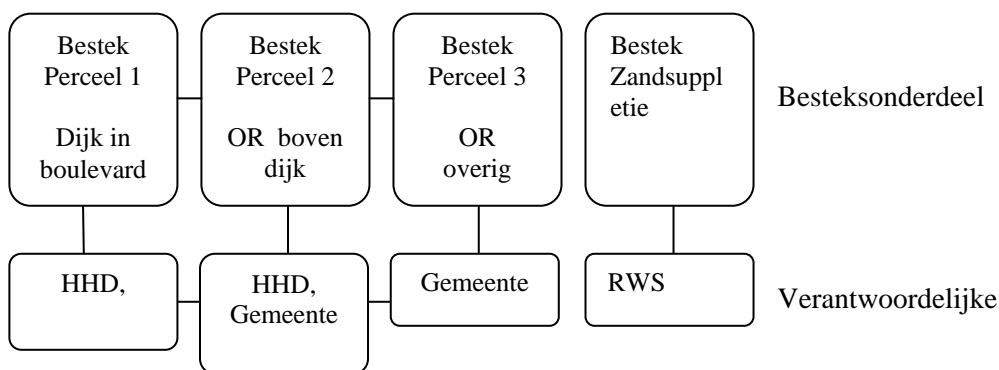 Bestek
Perceel 1
Dijk in
boulevard
Bestek
Perceel 2
OR boven
dijk
Bestek
Perceel 3
OR
overig
Bestek
Zandsuppl
etie
Besteksonderdeel
HHD,
HHD,
Gemeente
Gemeente
RWS
Verantwoordelijke